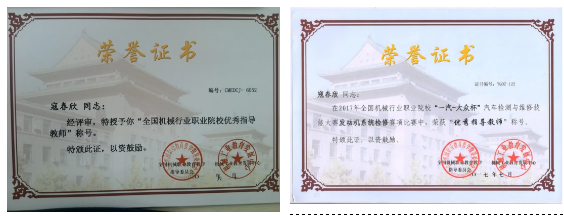 荣誉证书
寇春欣 同志：
经评审，特授予你“全国机械行业职业院校优秀指导
教师”称号。
特颁此证，以资鼓励。
荣誉证书
寇春欣 同志：
在2017年全国机械行业职业院校“一汽-大众杯”汽车检测与维修技
能大赛发动机系统检修赛项比赛中，荣获“优秀指导教师”称号。
特颁此证，以资鼓励。